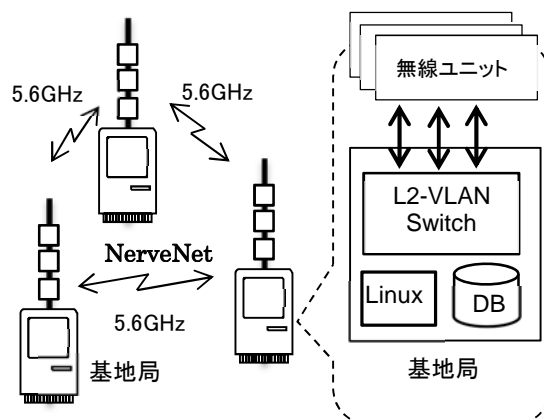 5.6GHz
5.6GHz
無線ユニット
L2-VLAN
Switch
NerveNet
Linux
DB
5.6GHz
基地局
基地局